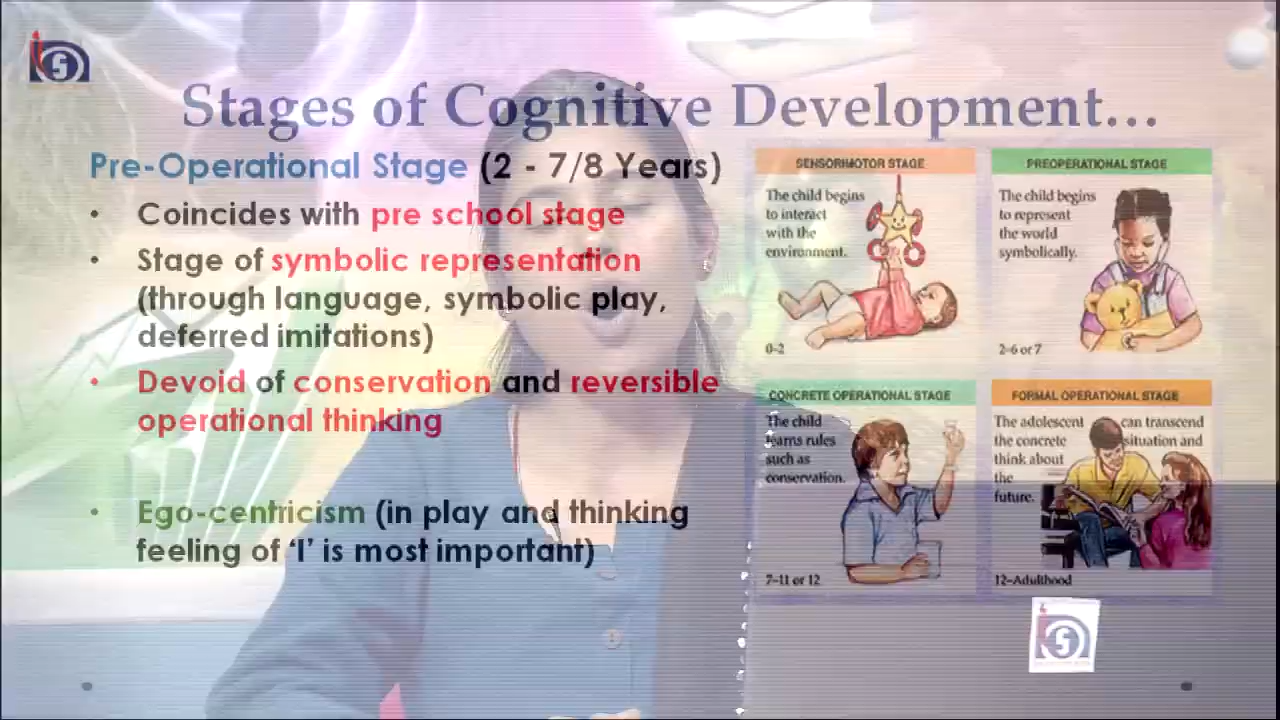 Stages of Cognitive Development...
Pre-Operational Stage (2 - 7/8 Years)
• Coincides with pre school stage
• Stage of symbolic representation
(through language, symbolic play,
deferred imitations)
• Devoid of conservation and reversible
operational thinking
• Ego-centricism (in play and thinking
feeling of ‘I’ is most important)
SENSORIMOTOR STAGE
The child begins
to interact
with the
environment.
0-2
PREOPERATIONAL STAGE
The child begins
to represent
the world
symbolically.
2-6 or 7
CONCRETE OPERATIONAL STAGE
The child
learns rules
such as
conservation.
7-11 or 12
FORMAL OPERATIONAL STAGE
The adolescent can transcend
the concrete situation and
think about
the
future.
12-Adulthood